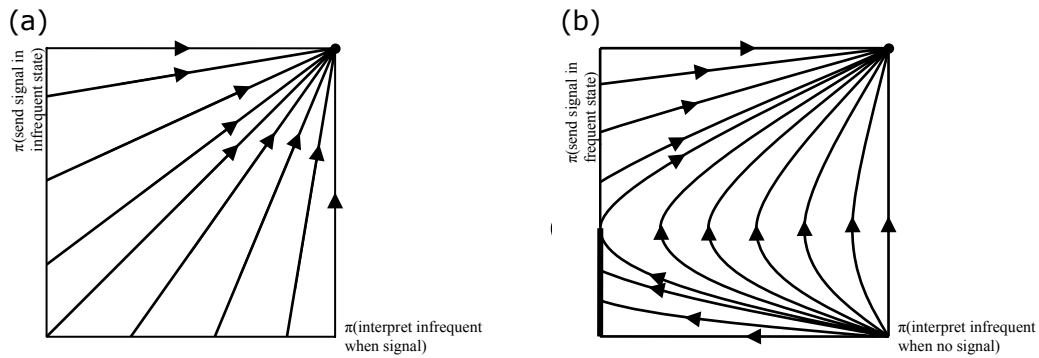 (a)
π(send signal in
infrequent state)
π(interpret infrequent
when signal)
(b)
π(send signal in
frequent state)
(
π(interpret infrequent
when no signal)